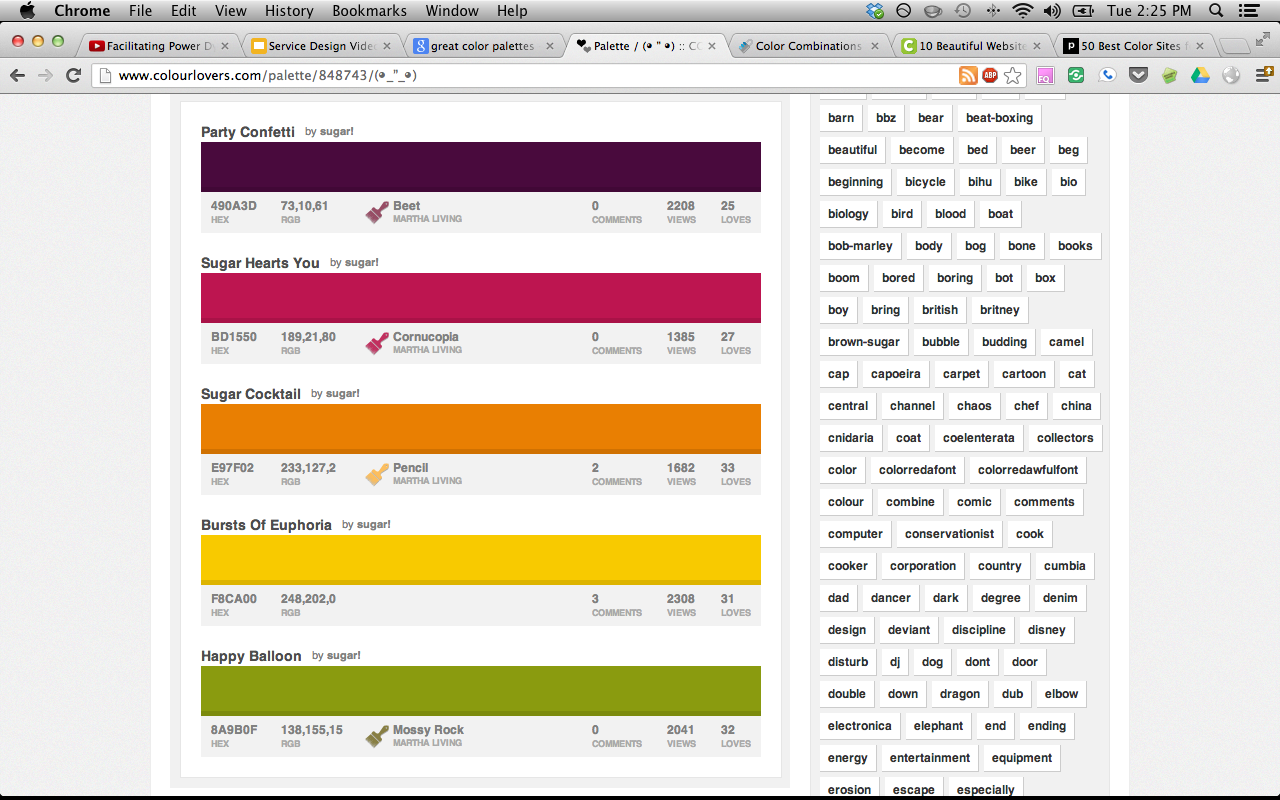 Chrome File Edit View History Bookmarks Window Help Tue 2:25 PM
Facilitating Power D Service Design Video great color palettes Palette / (◕ " ◕) :: CO Color Combinations 10 Beautiful Website 50 Best Color Sites f
www.colourlovers.com/palette/848743/(◕_"_◕) ABP FQ
Party Confetti by sugar!
490A3D 73,10,61 Beet 0 2208 25
HEX RGB MARTHA LIVING COMMENTS VIEWS LOVES
Sugar Hearts You by sugar!
BD1550 189,21,80 Cornucopia 0 1385 27
HEX RGB MARTHA LIVING COMMENTS VIEWS LOVES
Sugar Cocktail by sugar!
E97F02 233,127,2 Pencil 2 1682 33
HEX RGB MARTHA LIVING COMMENTS VIEWS LOVES
Bursts Of Euphoria by sugar!
F8CA00 248,202,0 3 2308 31
HEX RGB COMMENTS VIEWS LOVES
Happy Balloon by sugar!
8A9B0F 138,155,15 Mossy Rock 0 2041 32
HEX RGB MARTHA LIVING COMMENTS VIEWS LOVES
barn bbz bear beat-boxing
beautiful become bed beer beg
beginning bicycle bihu bike bio
biology bird blood boat
bob-marley body bog bone books
boom bored boring bot box
boy bring british britney
brown-sugar bubble budding camel
cap capoeira carpet cartoon cat
central channel chaos chef china
cnidaria coat coelenterata collectors
color colorredafont colorredawfulfont
colour combine comic comments
computer conservationist cook
cooker corporation country cumbia
dad dancer dark degree denim
design deviant discipline disney
disturb dj dog dont door
double down dragon dub elbow
electronica elephant end ending
energy entertainment equipment
erosion escape especially